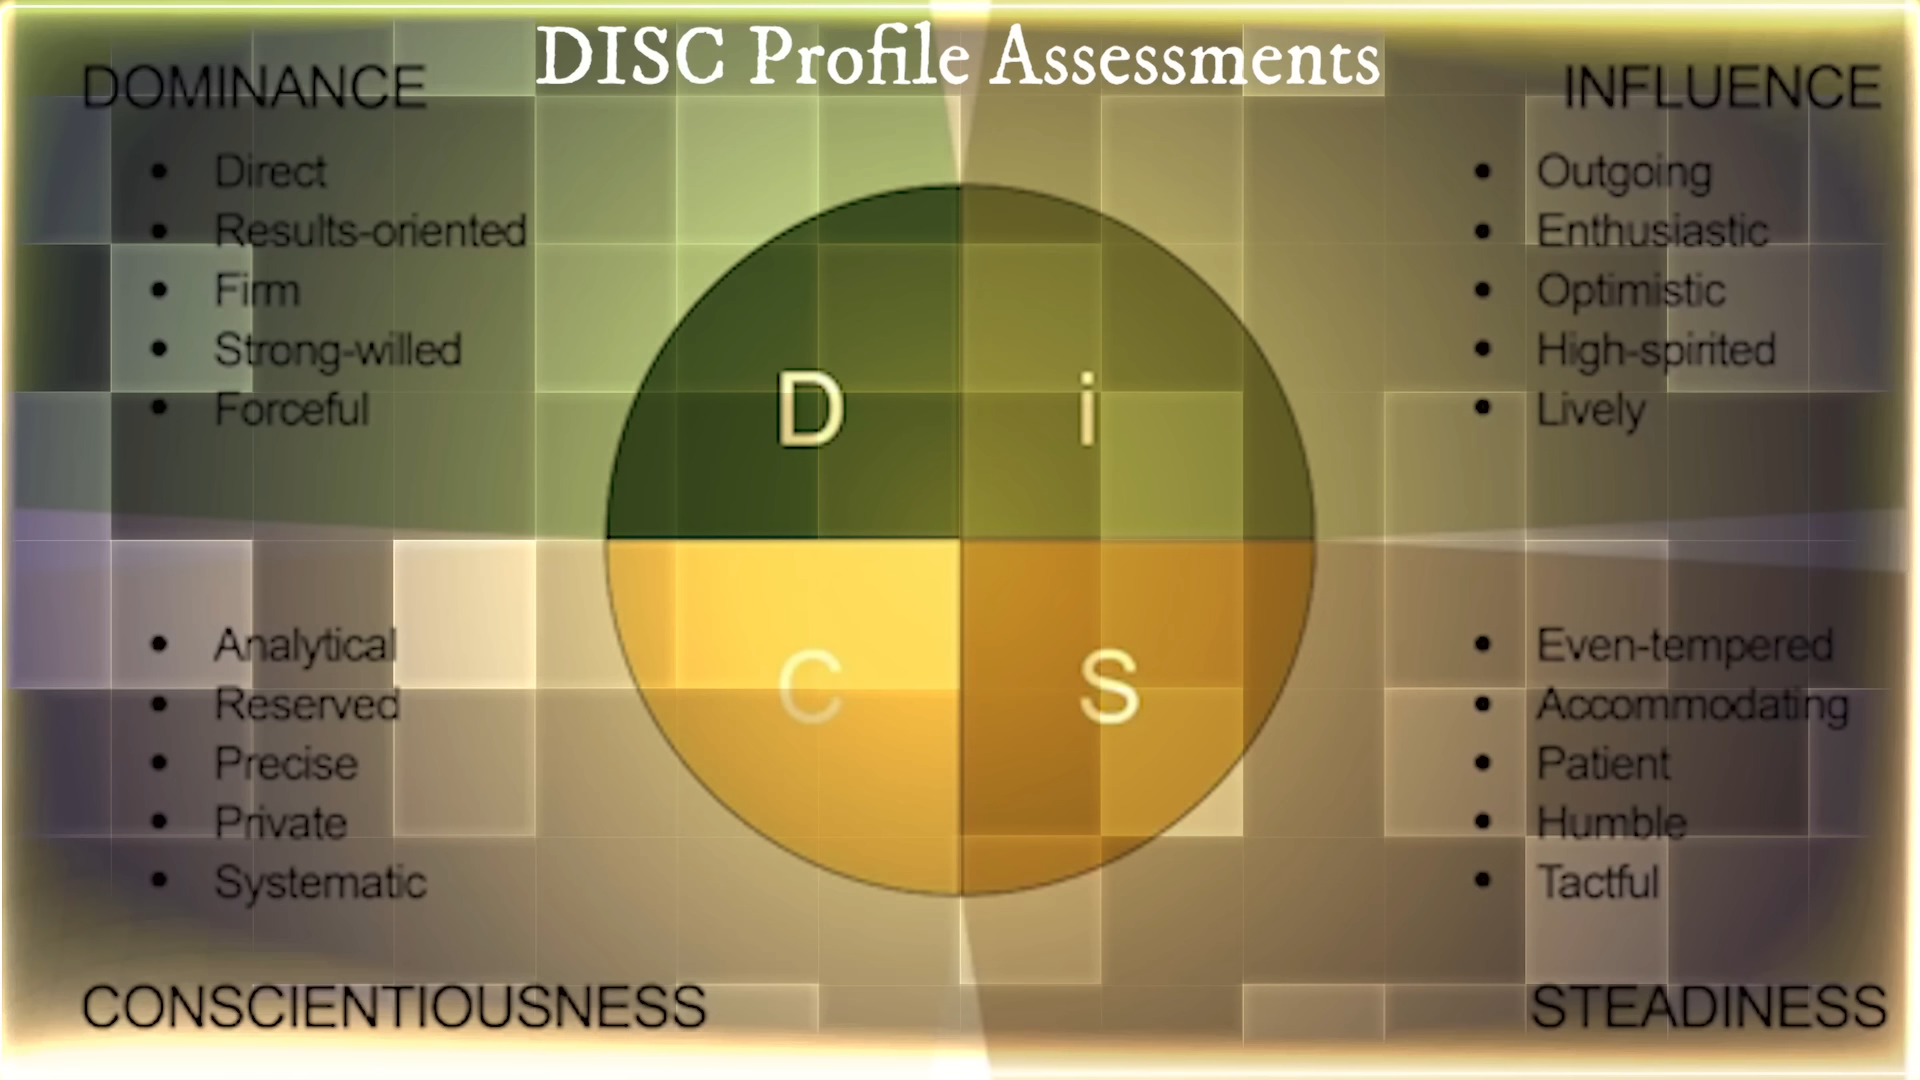 DISC Profile Assessments
DOMINANCE
• Direct
• Results-oriented
• Firm
• Strong-willed
• Forceful
INFLUENCE
• Outgoing
• Enthusiastic
• Optimistic
• High-spirited
• Lively
D
i
C
S
• Analytical
• Reserved
• Precise
• Private
• Systematic
CONSCIENTIOUSNESS
• Even-tempered
• Accommodating
• Patient
• Humble
• Tactful
STEADINESS